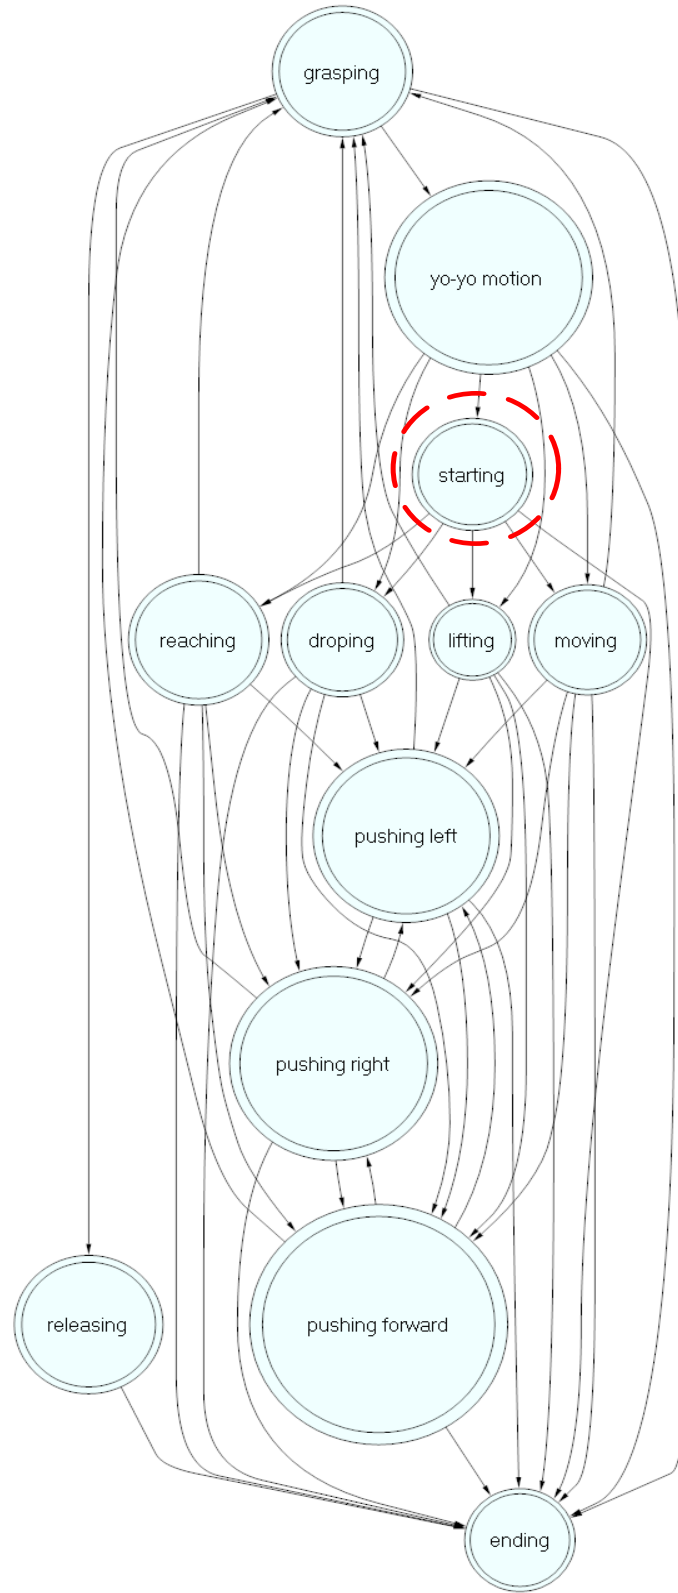 grasping
yo-yo motion
starting
reaching
droping
lifting
moving
pushing left
pushing right
releasing
pushing forward
ending